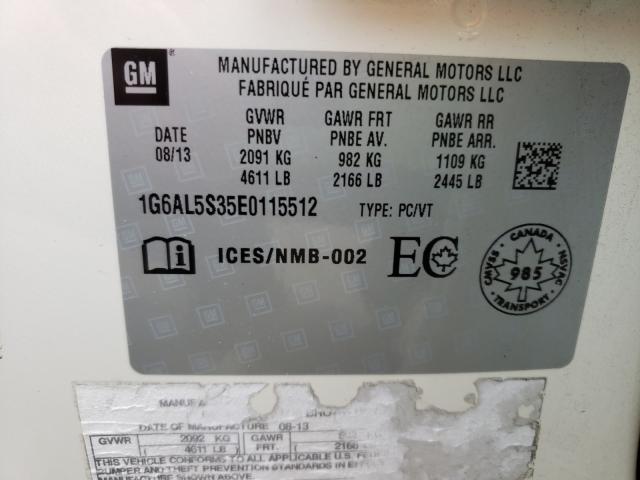 GM
MANUFACTURED BY GENERAL MOTORS LLC
FABRIQUÉ PAR GENERAL MOTORS LLC
GVWR GAWR FRT GAWR RR
DATE PNBV PNBE AV. PNBE ARR.
08/13 2091 KG 982 KG 1109 KG
4611 LB 2166 LB 2445 LB
1G6AL5S35E0115512 TYPE: PC/VT
i ICES/NMB-002 EC
CANADA
CMVSS 985 NSVAC
TRANSPORT
DATE OF MANUFACTURE 08-13
GVWR 2092 KG GAWR
4611 LB FRT. 2166
THIS VEHICLE CONFORMS TO ALL APPLICABLE U.S.
BUMPER AND THEFT PREVENTION STANDARDS IN